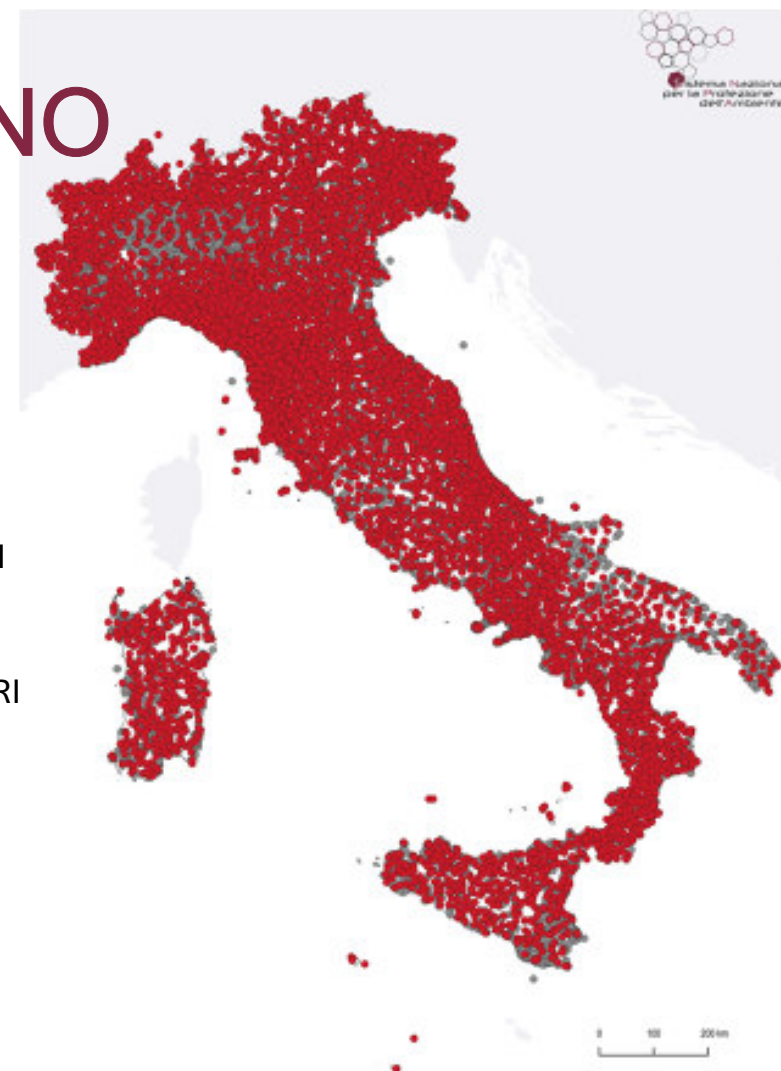 NO
Sistema Nazionale
per la Protezione
dell'Ambiente
I
RI
0 100 200 km